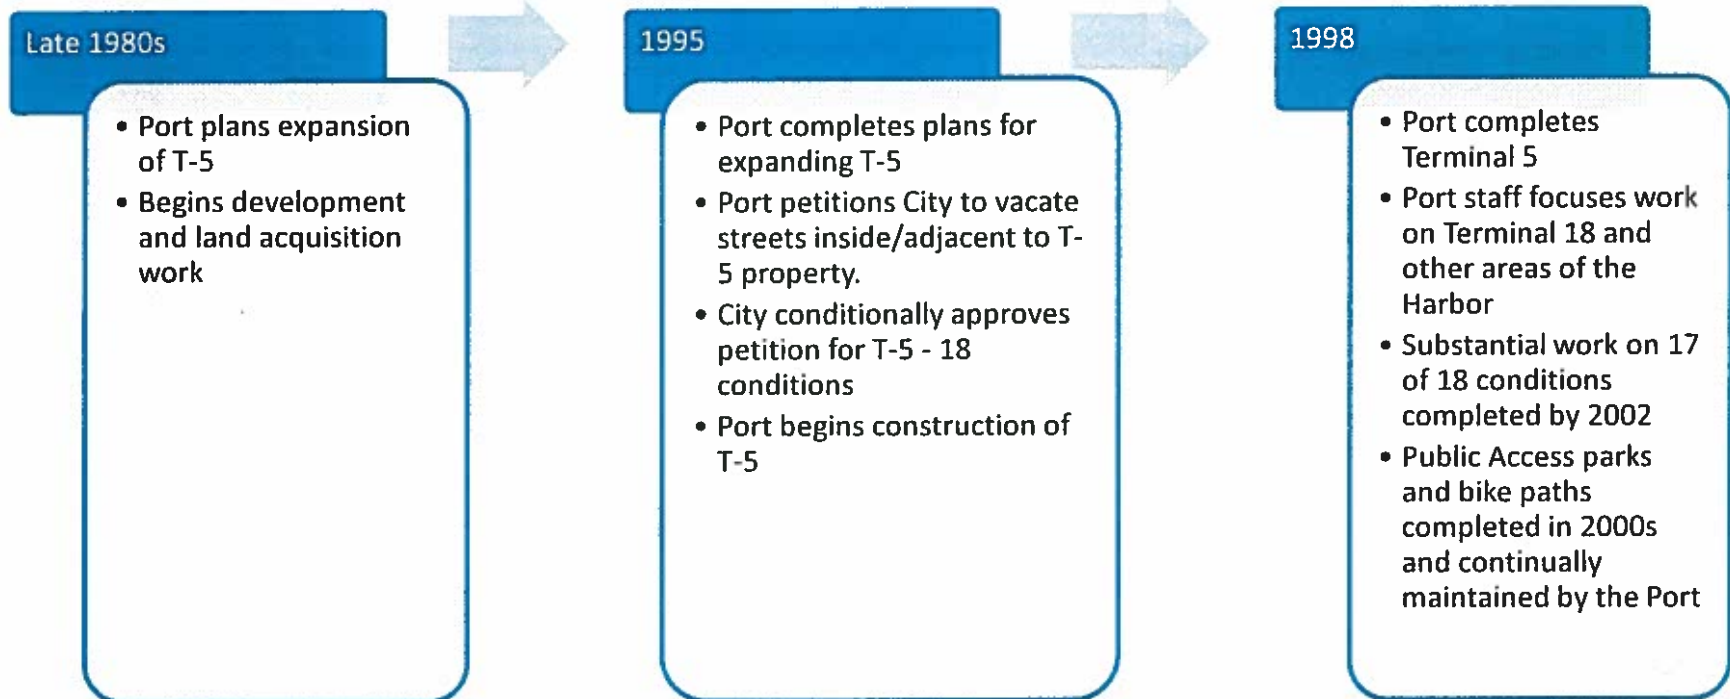 Late 1980s
• Port plans expansion
of T-5
• Begins development
and land acquisition
work
1995
• Port completes plans for
expanding T-5
• Port petitions City to vacate
streets inside/adjacent to T-
5 property.
• City conditionally approves
petition for T-5 - 18
conditions
• Port begins construction of
T-5
1998
• Port completes
Terminal 5
• Port staff focuses work
on Terminal 18 and
other areas of the
Harbor
• Substantial work on 17
of 18 conditions
completed by 2002
• Public Access parks
and bike paths
completed in 2000s
and continually
maintained by the Port